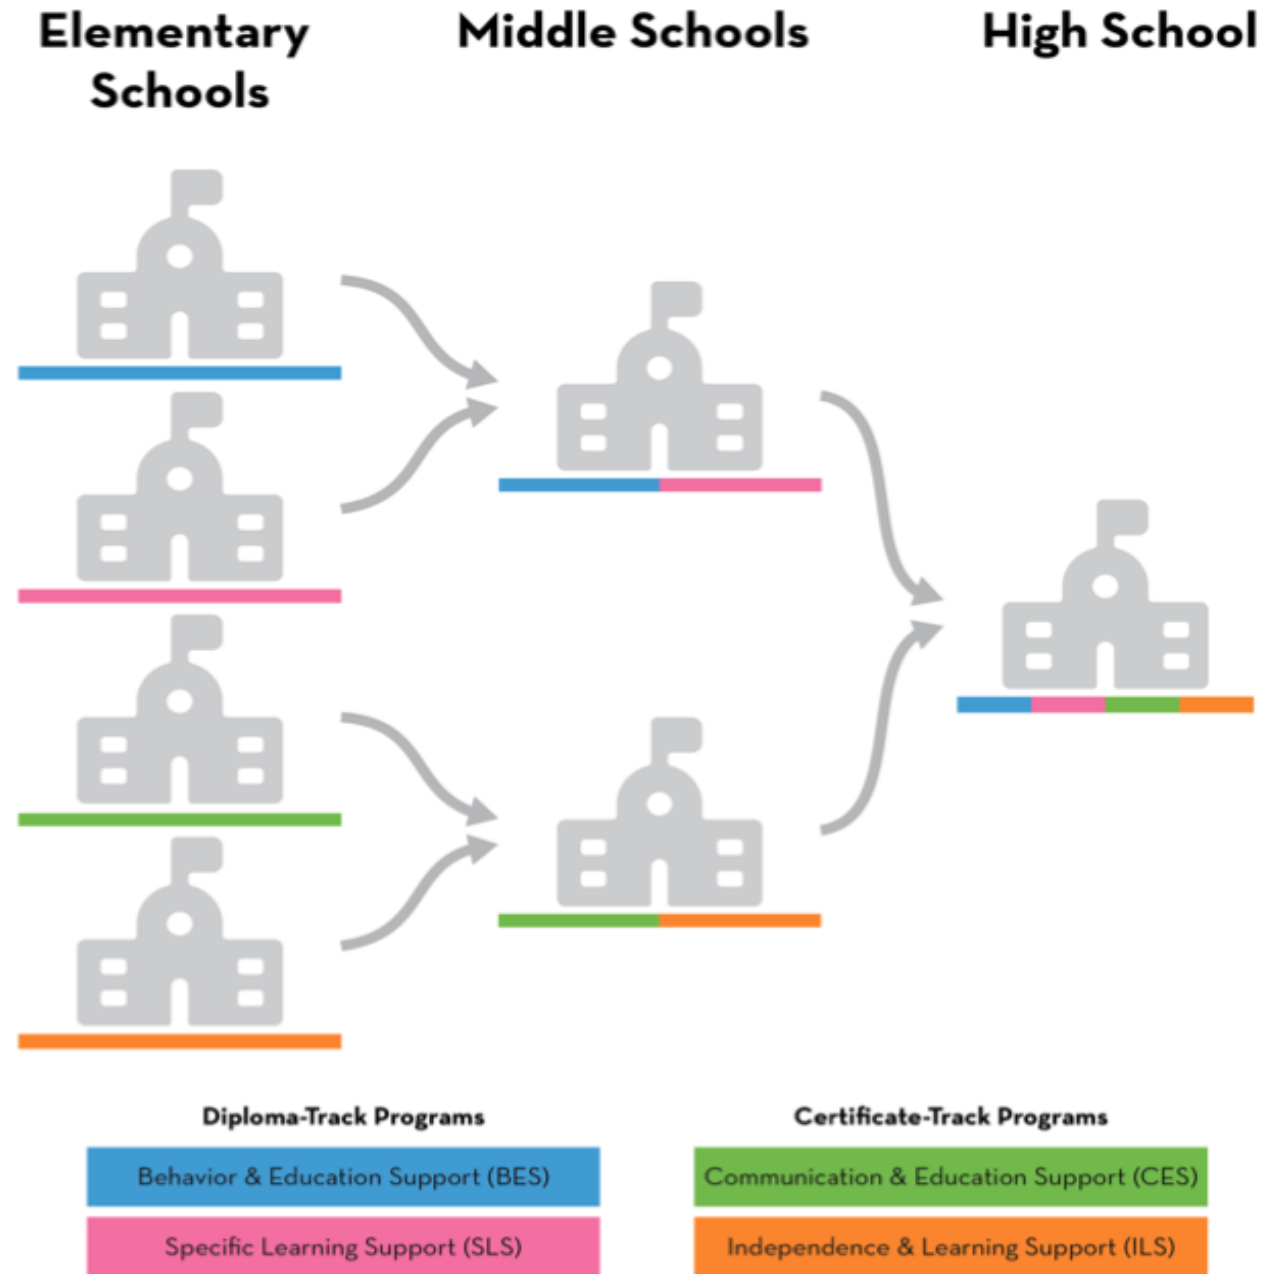 Elementary
Schools
Middle Schools
High School
Diploma-Track Programs
Behavior & Education Support (BES)
Specific Learning Support (SLS)
Certificate-Track Programs
Communication & Education Support (CES)
Independence & Learning Support (ILS)